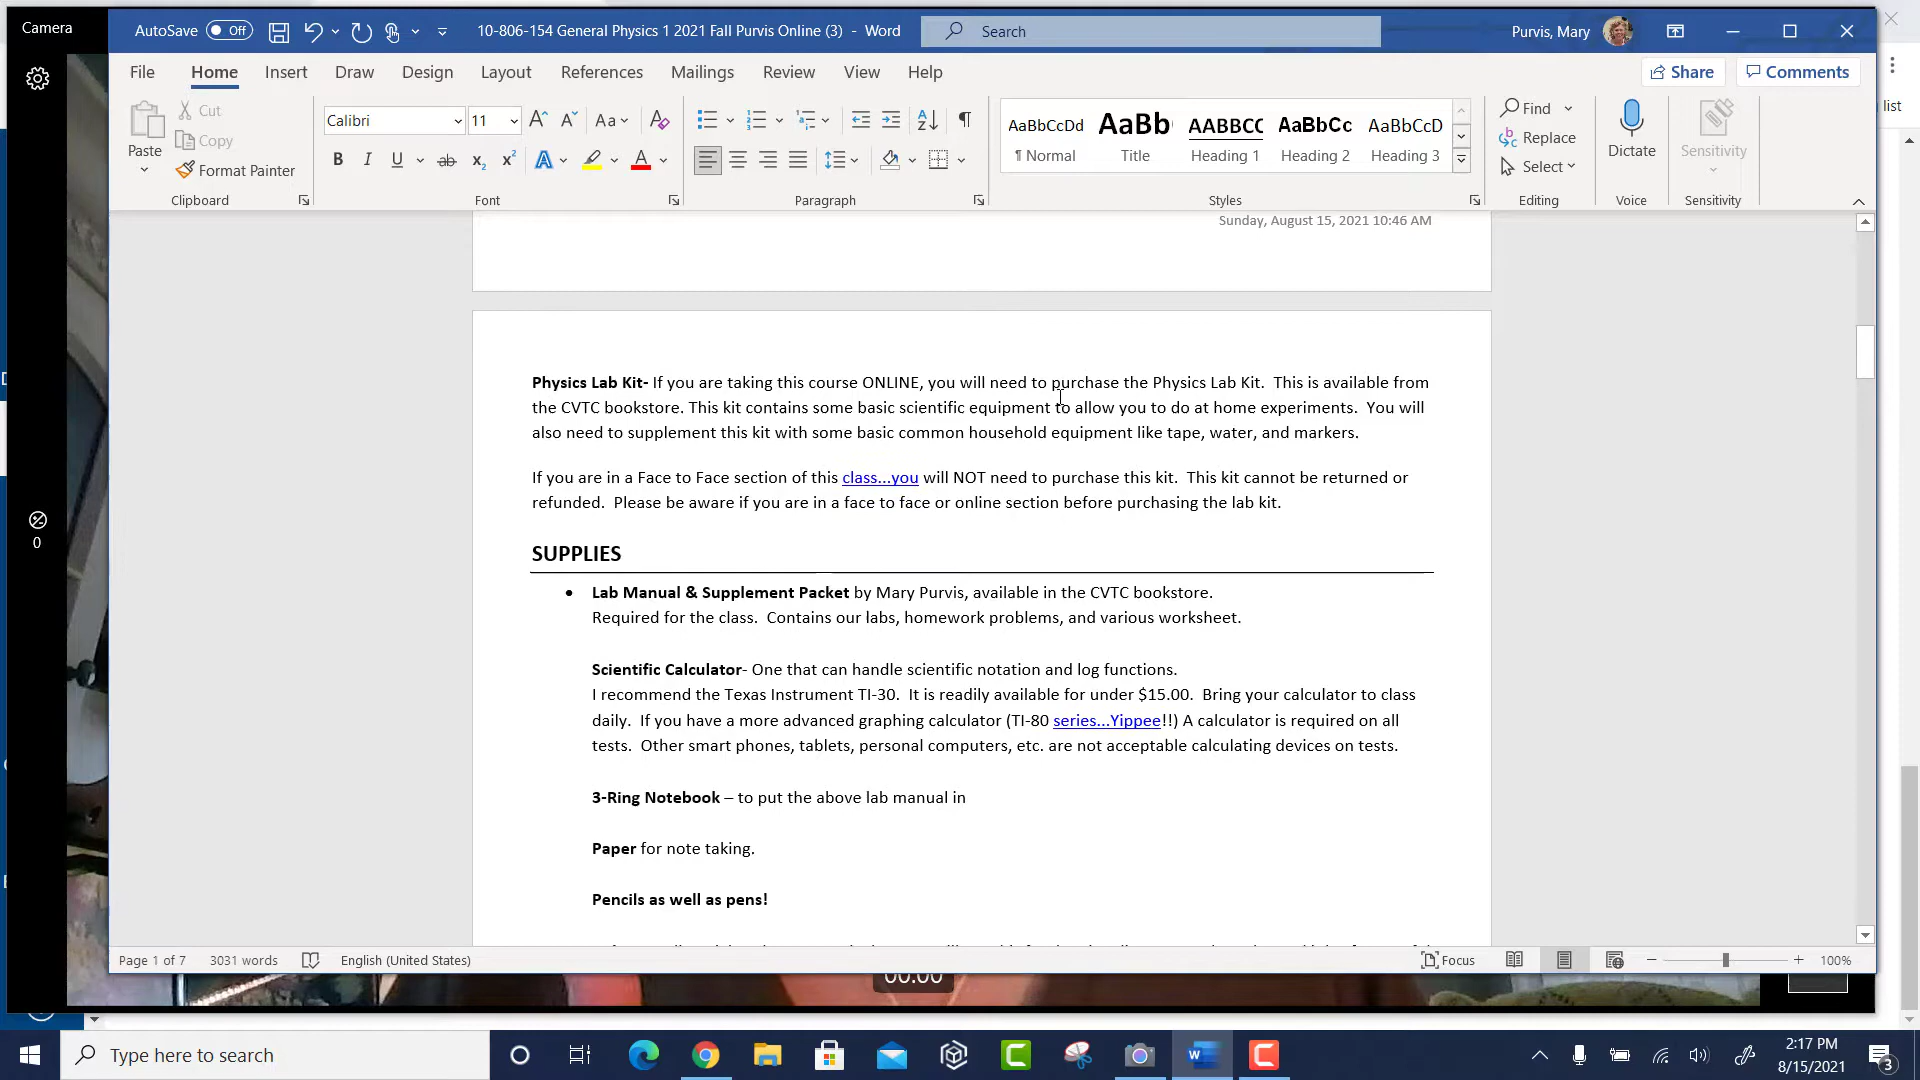 Camera
AutoSave Off 10-806-154 General Physics 1 2021 Fall Purvis Online (3) - Word Search Purvis, Mary
File Home Insert Draw Design Layout References Mailings Review View Help Share Comments
list
Paste Cut Copy Format Painter
Calibri 11 Aa
AaBbCcDd AaBb AABBCC AaBbCc AaBbCcD
¶ Normal Title Heading 1 Heading 2 Heading 3
Find Replace Select
Dictate Sensitivity
Clipboard Font Paragraph Styles Editing Voice Sensitivity
Sunday, August 15, 2021 10:46 AM
Physics Lab Kit- If you are taking this course ONLINE, you will need to purchase the Physics Lab Kit. This is available from
the CVTC bookstore. This kit contains some basic scientific equipment to allow you to do at home experiments. You will
also need to supplement this kit with some basic common household equipment like tape, water, and markers.
If you are in a Face to Face section of this class...you will NOT need to purchase this kit. This kit cannot be returned or
refunded. Please be aware if you are in a face to face or online section before purchasing the lab kit.
0
SUPPLIES
• Lab Manual & Supplement Packet by Mary Purvis, available in the CVTC bookstore.
Required for the class. Contains our labs, homework problems, and various worksheet.
Scientific Calculator- One that can handle scientific notation and log functions.
I recommend the Texas Instrument TI-30. It is readily available for under $15.00. Bring your calculator to class
daily. If you have a more advanced graphing calculator (TI-80 series...Yippee!!) A calculator is required on all
tests. Other smart phones, tablets, personal computers, etc. are not acceptable calculating devices on tests.
3-Ring Notebook – to put the above lab manual in
Paper for note taking.
Pencils as well as pens!
Page 1 of 7 3031 words English (United States) Focus 100%
00:00
Type here to search
2:17 PM
8/15/2021
3